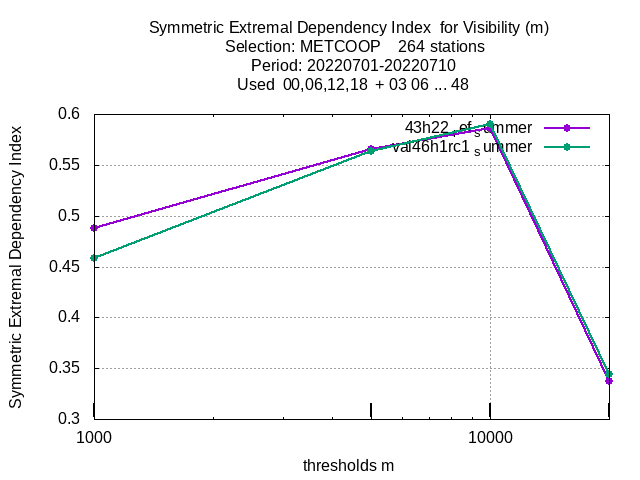 Symmetric Extremal Dependency Index for Visibility (m)
Selection: METCOOP 264 stations
Period: 20220701-20220710
Used 00,06,12,18 + 03 06 ... 48
Symmetric Extremal Dependency Index
0.6
0.55
0.5
0.45
0.4
0.35
0.3
43h22_ef_summer
val46h1rc1_summer
1000
10000
thresholds m